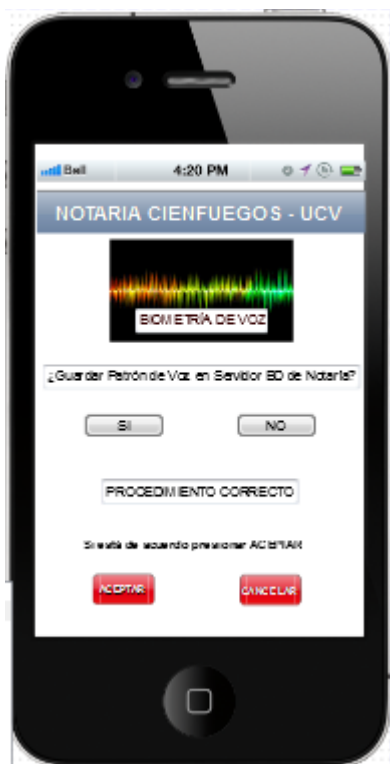 Bell 4:20 PM
NOTARIA CIENFUEGOS - UCV
BIOMETRÍA DE VOZ
¿Guardar Patrón de Voz en Servidor BD de Notaría?
SI NO
PROCEDIMIENTO CORRECTO
Si está de acuerdo presionar ACEPTAR
ACEPTAR CANCELAR